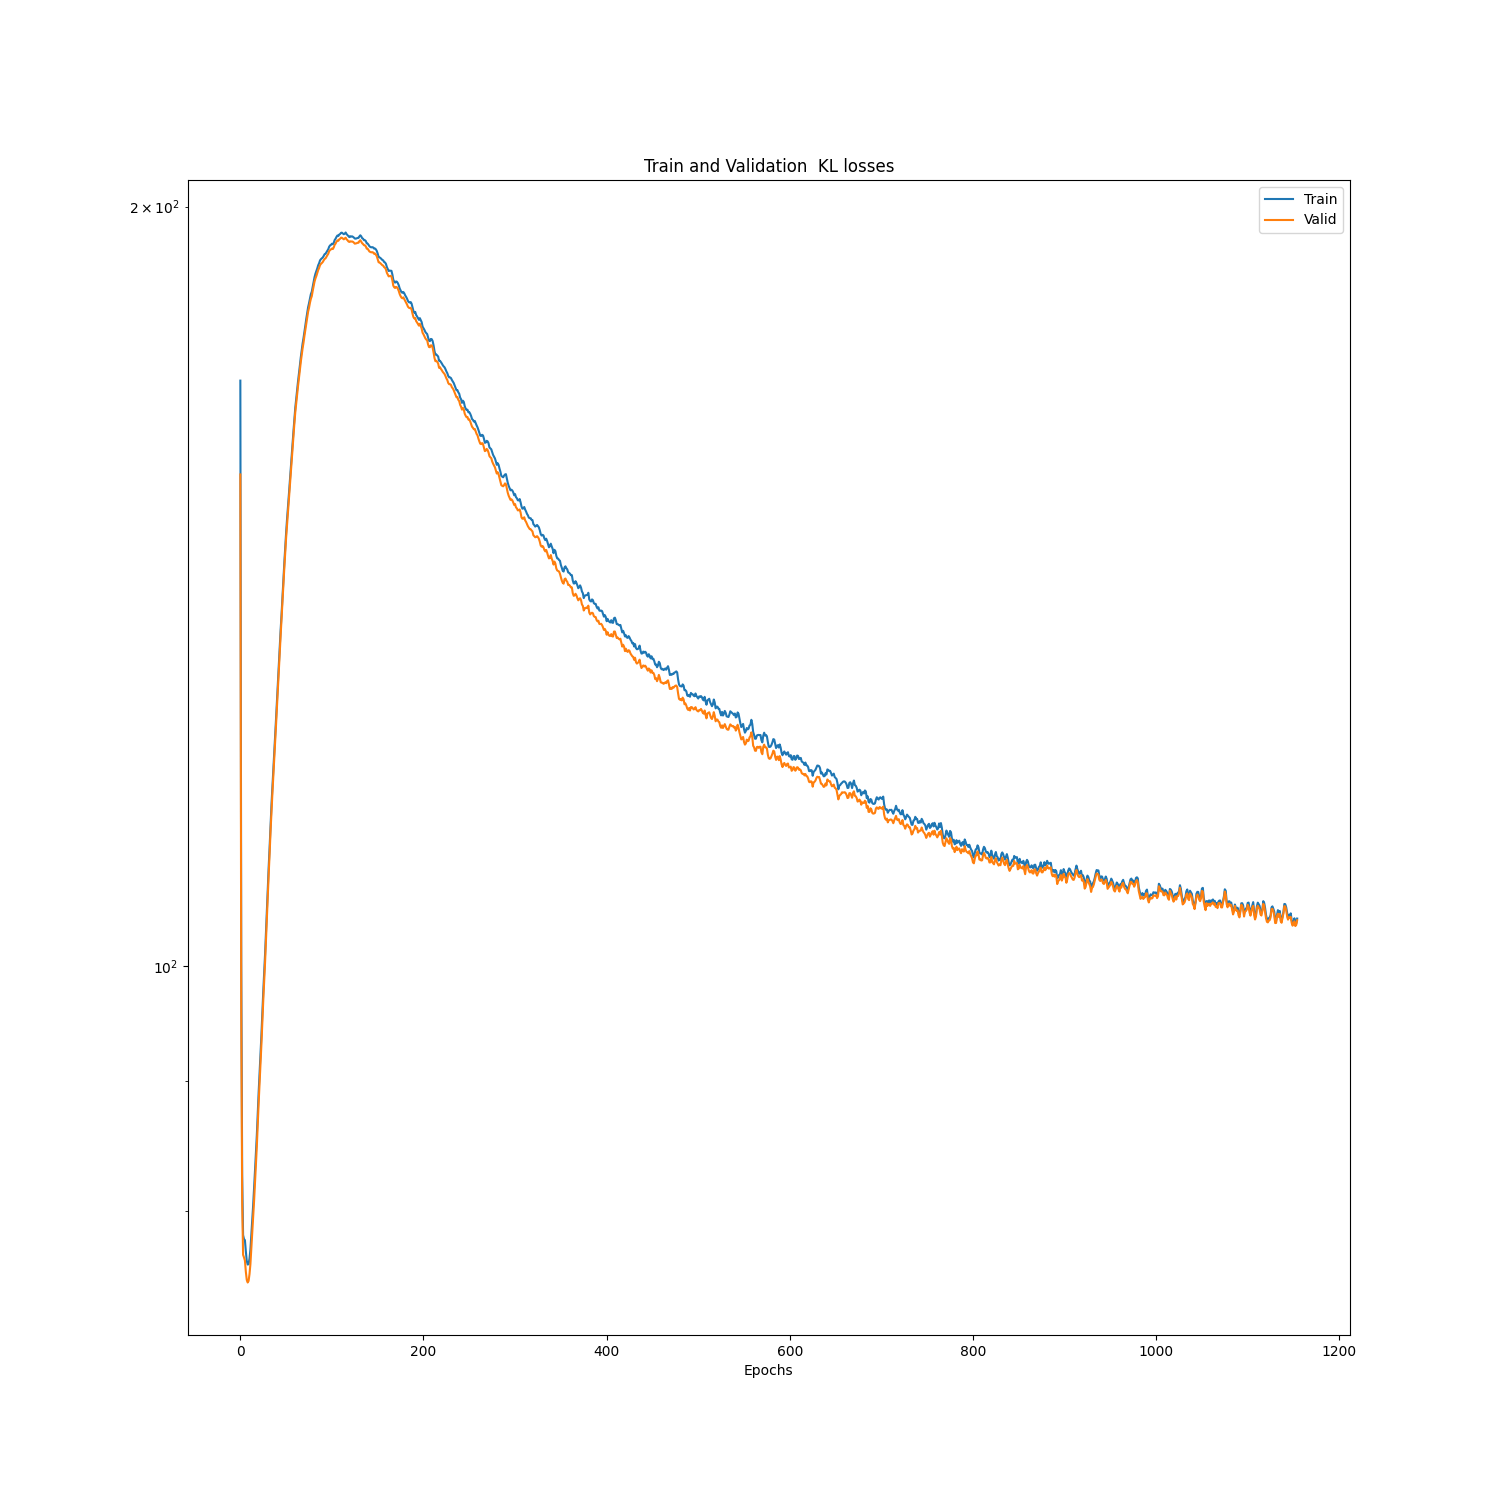 Train and Validation  KL losses
2 × 10²
Train
Valid
10²
0 200 400 600 800 1000 1200
Epochs